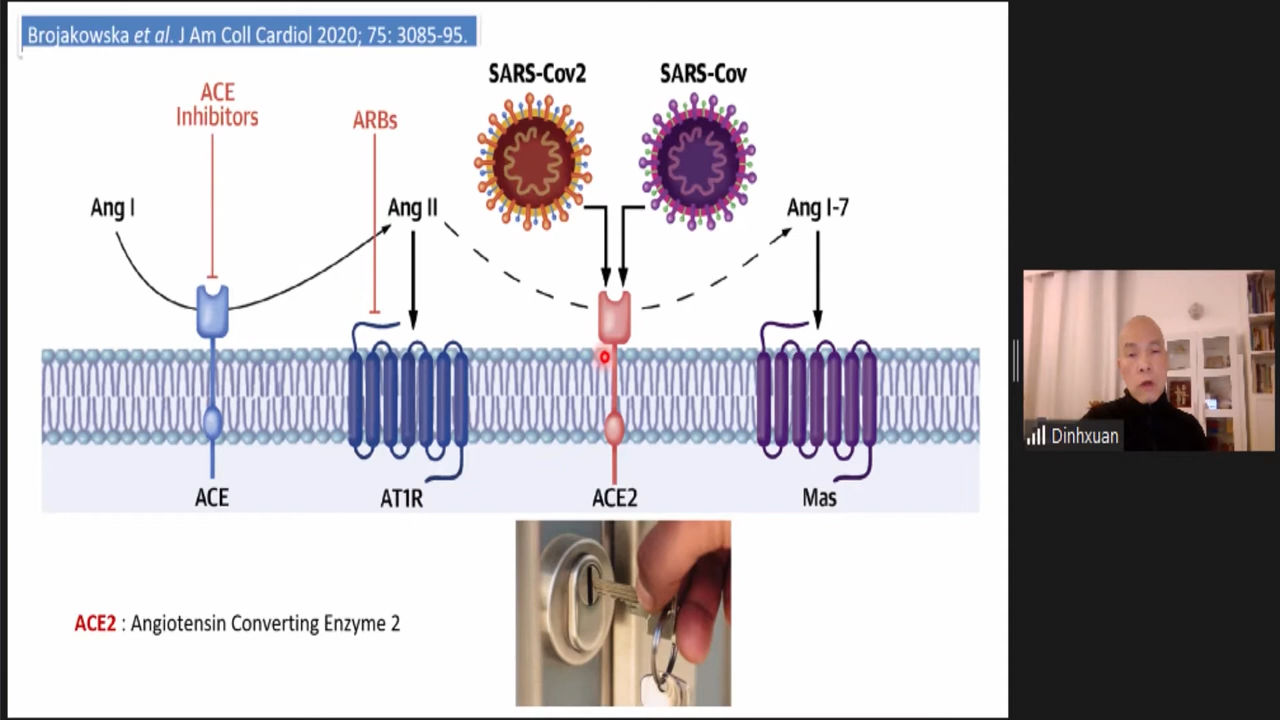 Brojakowska et al. J Am Coll Cardiol 2020; 75: 3085-95.
SARS-Cov2
SARS-Cov
ACE
Inhibitors
ARBs
Ang I
Ang II
Ang I-7
Dinhxuan
ACE
AT1R
ACE2
Mas
ACE2 : Angiotensin Converting Enzyme 2